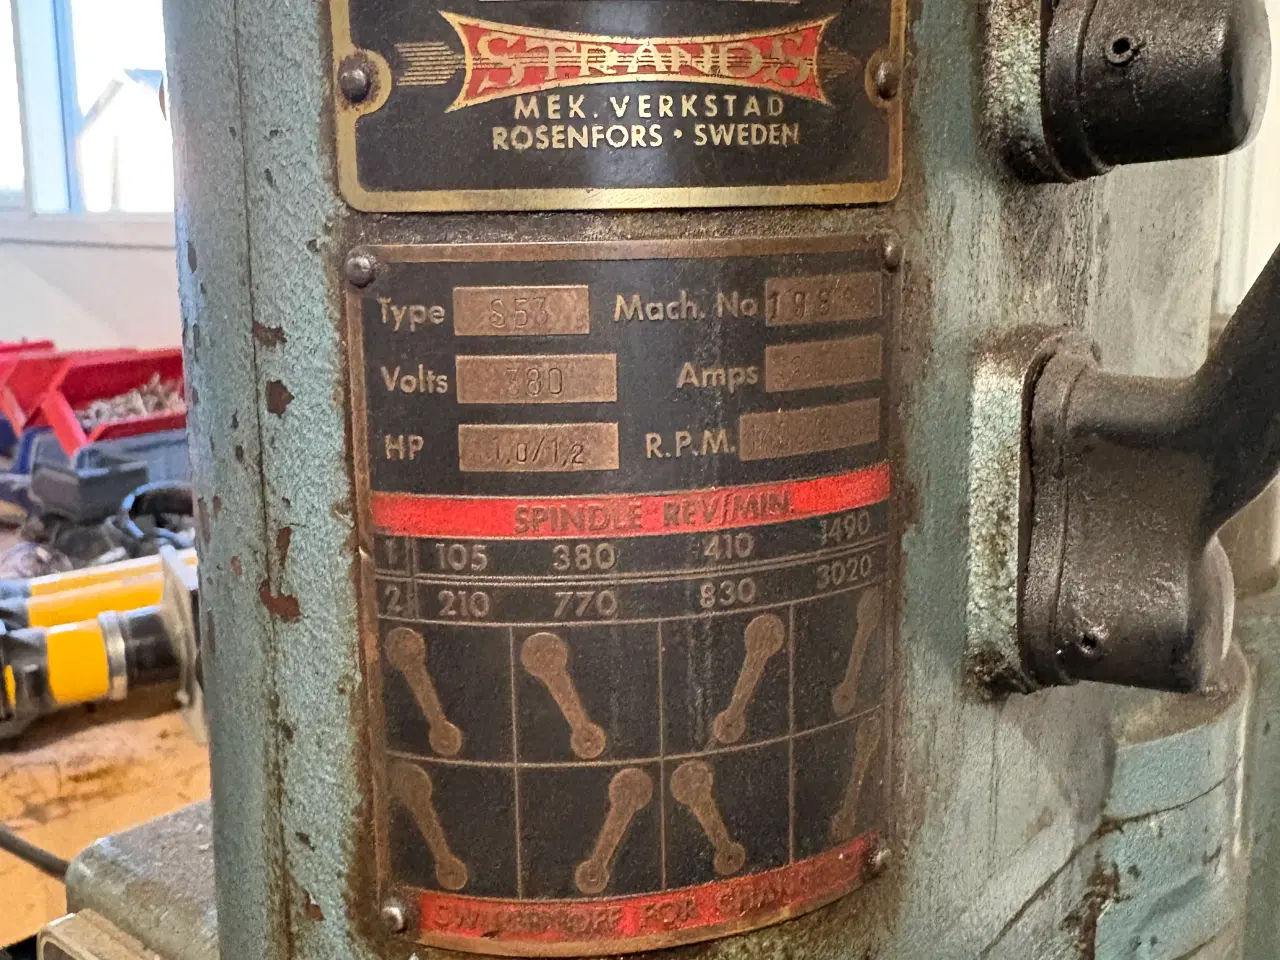 STRANDS
MEK. VERKSTAD
ROSENFORS • SWEDEN
Type S53 Mach. No
Volts 380 Amps
HP 1,0/1,2 R.P.M.
SPINDLE REV/MIN.
1 105 380 410 1490
2 210 770 830 3020
FOR